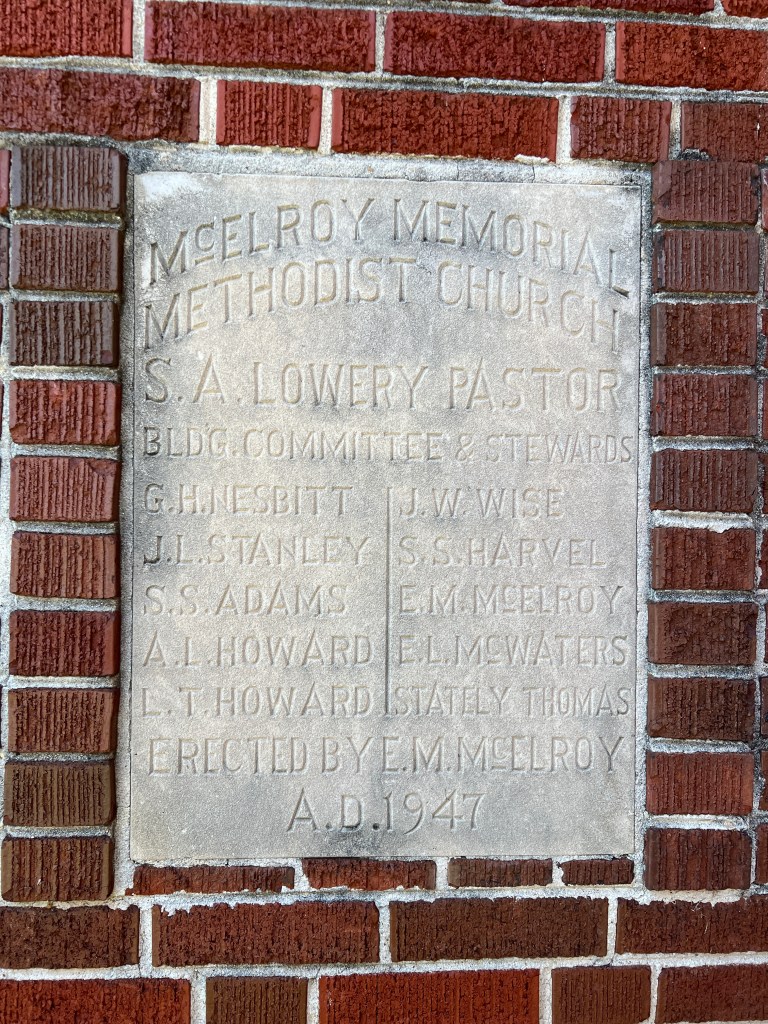 McELROY MEMORIAL
METHODIST CHURCH
S. A. LOWERY PASTOR
BLD'G. COMMITTEE & STEWARDS
G. H. NESBITT
J. L. STANLEY
S. S. ADAMS
A. L. HOWARD
L. T. HOWARD
J. W. WISE
S. S. HARVEL
E. M. McELROY
E. L. McWATERS
STATELY THOMAS
ERECTED BY E. M. McELROY
A. D. 1947